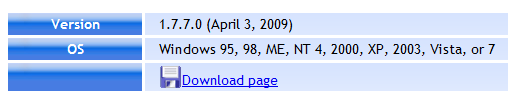 Version 1.7.7.0 (April 3, 2009)
OS Windows 95, 98, ME, NT 4, 2000, XP, 2003, Vista, or 7
Download page